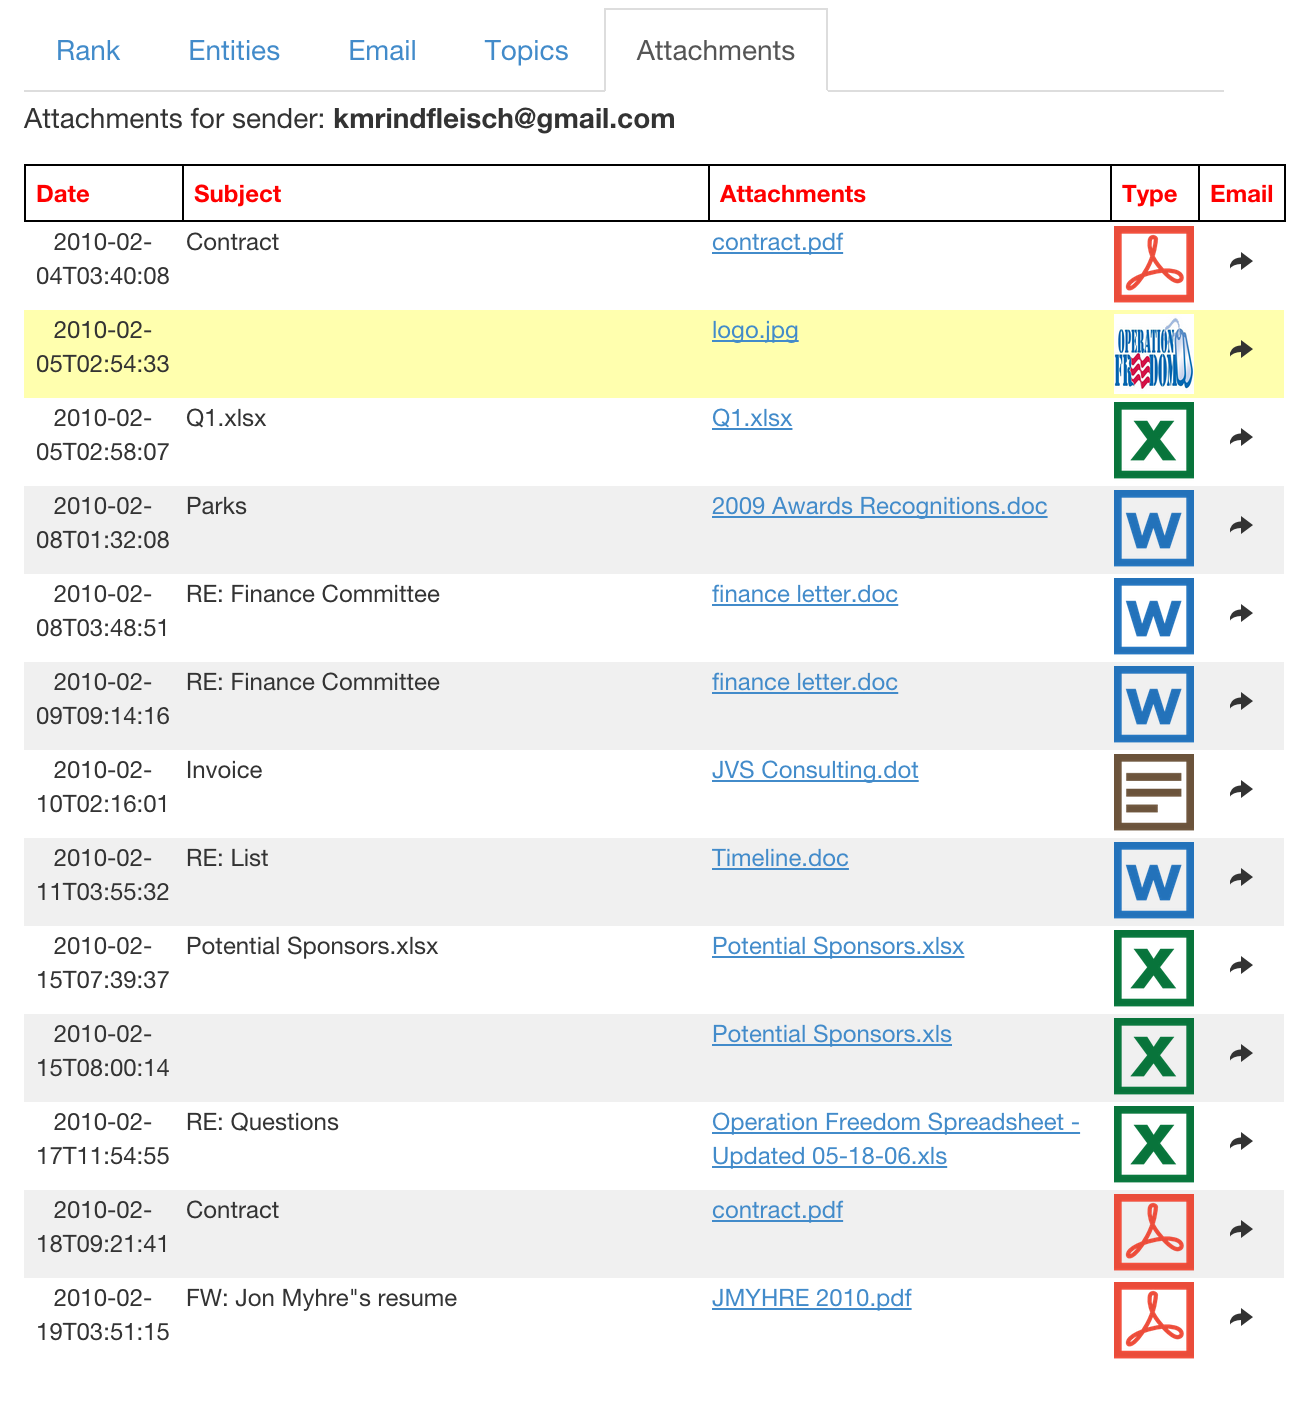 Rank Entities Email Topics Attachments
Attachments for sender: kmrindfleisch@gmail.com
Date Subject Attachments Type Email
2010-02- Contract contract.pdf
04T03:40:08
2010-02- logo.jpg OPERATION
05T02:54:33 FREEDOM
2010-02- Q1.xlsx Q1.xlsx X
05T02:58:07
2010-02- Parks 2009 Awards Recognitions.doc W
08T01:32:08
2010-02- RE: Finance Committee finance letter.doc W
08T03:48:51
2010-02- RE: Finance Committee finance letter.doc W
09T09:14:16
2010-02- Invoice JVS Consulting.dot
10T02:16:01
2010-02- RE: List Timeline.doc W
11T03:55:32
2010-02- Potential Sponsors.xlsx Potential Sponsors.xlsx X
15T07:39:37
2010-02- Potential Sponsors.xls X
15T08:00:14
2010-02- RE: Questions Operation Freedom Spreadsheet - X
17T11:54:55 Updated 05-18-06.xls
2010-02- Contract contract.pdf
18T09:21:41
2010-02- FW: Jon Myhre"s resume JMYHRE 2010.pdf
19T03:51:15